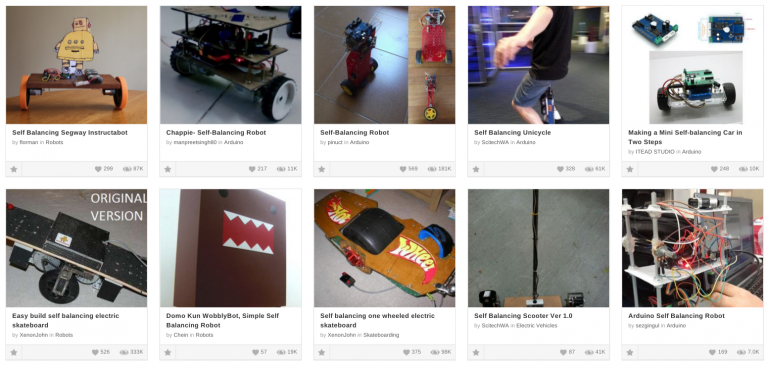 Self Balancing Segway Instructabot
by florman in Robots
299 87K
Chappie- Self-Balancing Robot
by manpreetsingh80 in Arduino
217 11K
Self-Balancing Robot
by pinuct in Arduino
569 181K
Self Balancing Unicycle
by ScitechWA in Arduino
328 61K
Making a Mini Self-balancing Car in
Two Steps
by ITEAD STUDIO in Arduino
248 10K
ORIGINAL
VERSION
Easy build self balancing electric
skateboard
by XenonJohn in Robots
526 333K
Domo Kun WobblyBot, Simple Self
Balancing Robot
by Chein in Robots
57 19K
Self balancing one wheeled electric
skateboard
by XenonJohn in Skateboarding
375 98K
Self Balancing Scooter Ver 1.0
by ScitechWA in Electric Vehicles
87 41K
Arduino Self Balancing Robot
by sezgingul in Arduino
169 7.0K